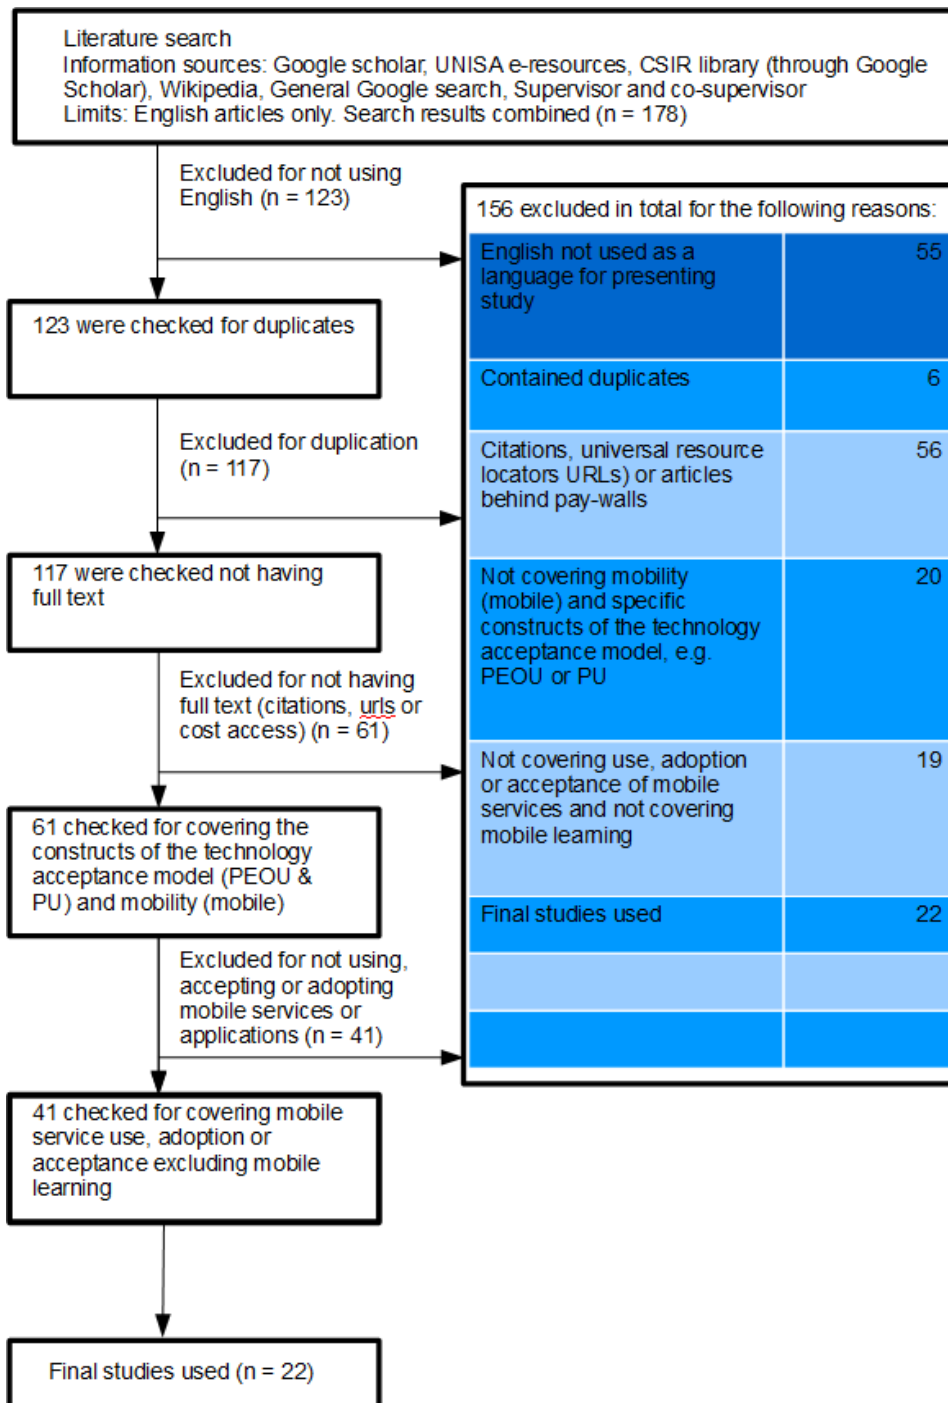 Literature search
Information sources: Google scholar, UNISA e-resources, CSIR library (through Google
Scholar), Wikipedia, General Google search, Supervisor and co-supervisor
Limits: English articles only. Search results combined (n = 178)
Excluded for not using
English (n = 123)
156 excluded in total for the following reasons:
English not used as a 55
language for presenting
study
123 were checked for duplicates
Contained duplicates 6
Excluded for duplication
(n = 117)
Citations, universal resource 56
locators URLs) or articles
behind pay-walls
117 were checked not having
full text
Not covering mobility 20
(mobile) and specific
constructs of the technology
acceptance model, e.g.
PEOU or PU
Excluded for not having
full text (citations, urls or
cost access) (n = 61)
Not covering use, adoption 19
or acceptance of mobile
services and not covering
mobile learning
61 checked for covering the
constructs of the technology
acceptance model (PEOU &
PU) and mobility (mobile)
Final studies used 22
Excluded for not using,
accepting or adopting
mobile services or
applications (n = 41)
41 checked for covering mobile
service use, adoption or
acceptance excluding mobile
learning
Final studies used (n = 22)